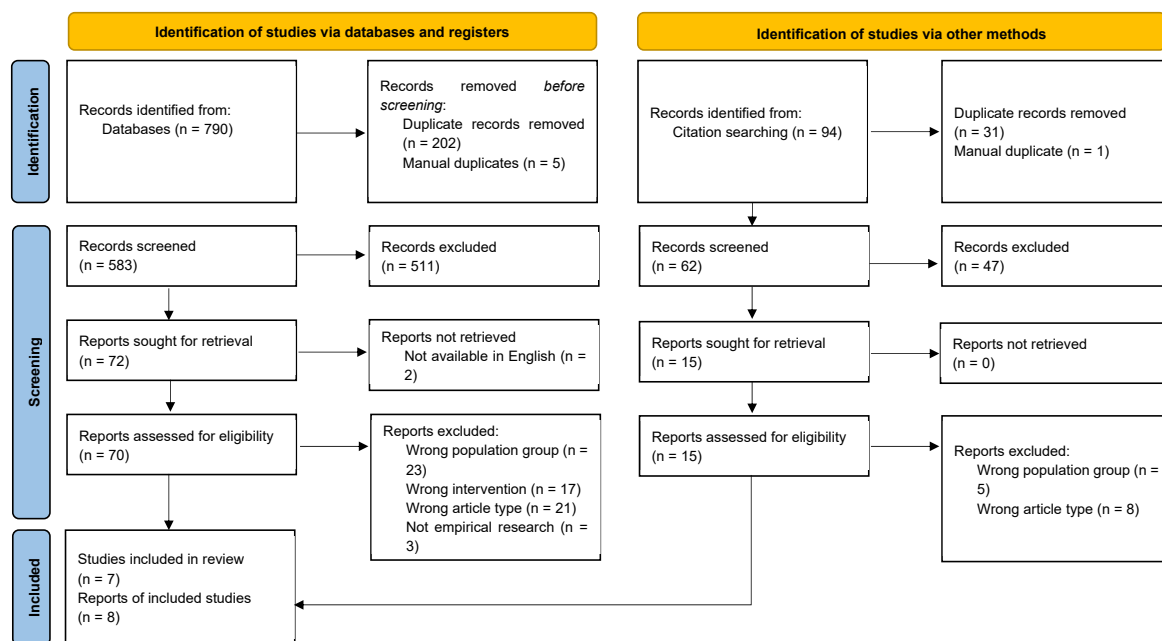 Identification of studies via databases and registers
Identification of studies via other methods
Identification
Records identified from:
Databases (n = 790)
Records removed before
screening:
Duplicate records removed
(n = 202)
Manual duplicates (n = 5)
Records identified from:
Citation searching (n = 94)
Duplicate records removed
(n = 31)
Manual duplicate (n = 1)
Screening
Records screened
(n = 583)
Records excluded
(n = 511)
Records screened
(n = 62)
Records excluded
(n = 47)
Reports sought for retrieval
(n = 72)
Reports not retrieved
Not available in English (n =
2)
Reports sought for retrieval
(n = 15)
Reports not retrieved
(n = 0)
Reports assessed for eligibility
(n = 70)
Reports excluded:
Wrong population group (n =
23)
Wrong intervention (n = 17)
Wrong article type (n = 21)
Not empirical research (n =
3)
Reports assessed for eligibility
(n = 15)
Reports excluded:
Wrong population group (n =
5)
Wrong article type (n = 8)
Included
Studies included in review
(n = 7)
Reports of included studies
(n = 8)